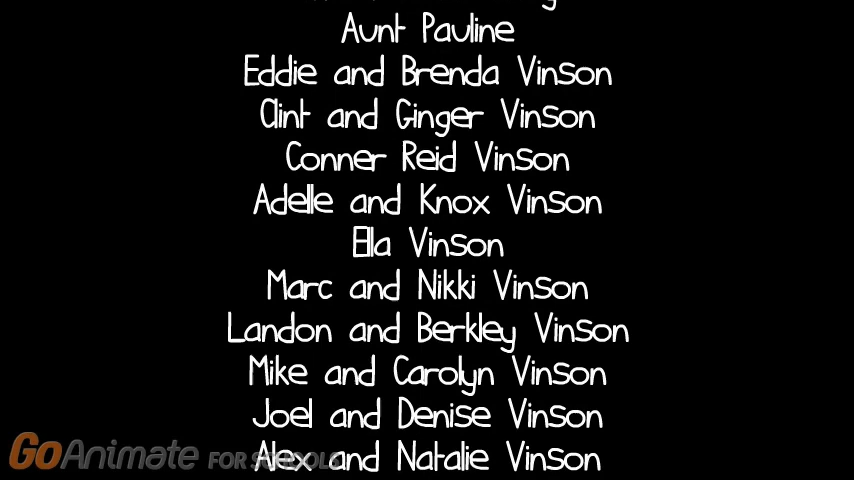 Aunt Pauline
Eddie and Brenda Vinson
Clint and Ginger Vinson
Conner Reid Vinson
Adelle and Knox Vinson
Ella Vinson
Marc and Nikki Vinson
Landon and Berkley Vinson
Mike and Carolyn Vinson
Joel and Denise Vinson
Alex and Natalie Vinson
GoAnimate FOR SCHOOLS